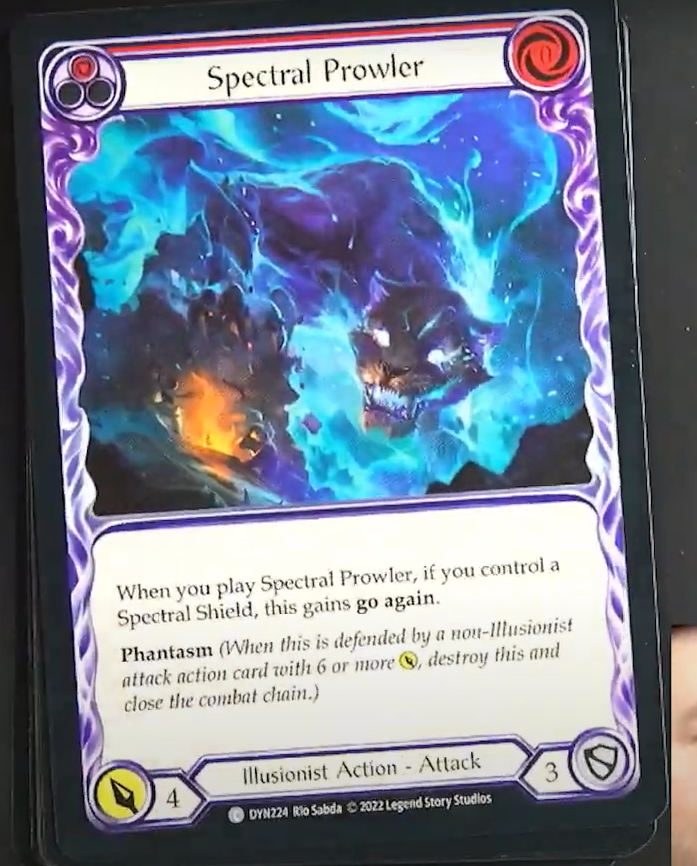 Spectral Prowler
0
When you play Spectral Prowler, if you control a
Spectral Shield, this gains go again.
Phantasm (When this is defended by a non-Illusionist
attack action card with 6 or more , destroy this and
close the combat chain.)
4
Illusionist Action - Attack
3
C DYN224 Rio Sabda © 2022 Legend Story Studios